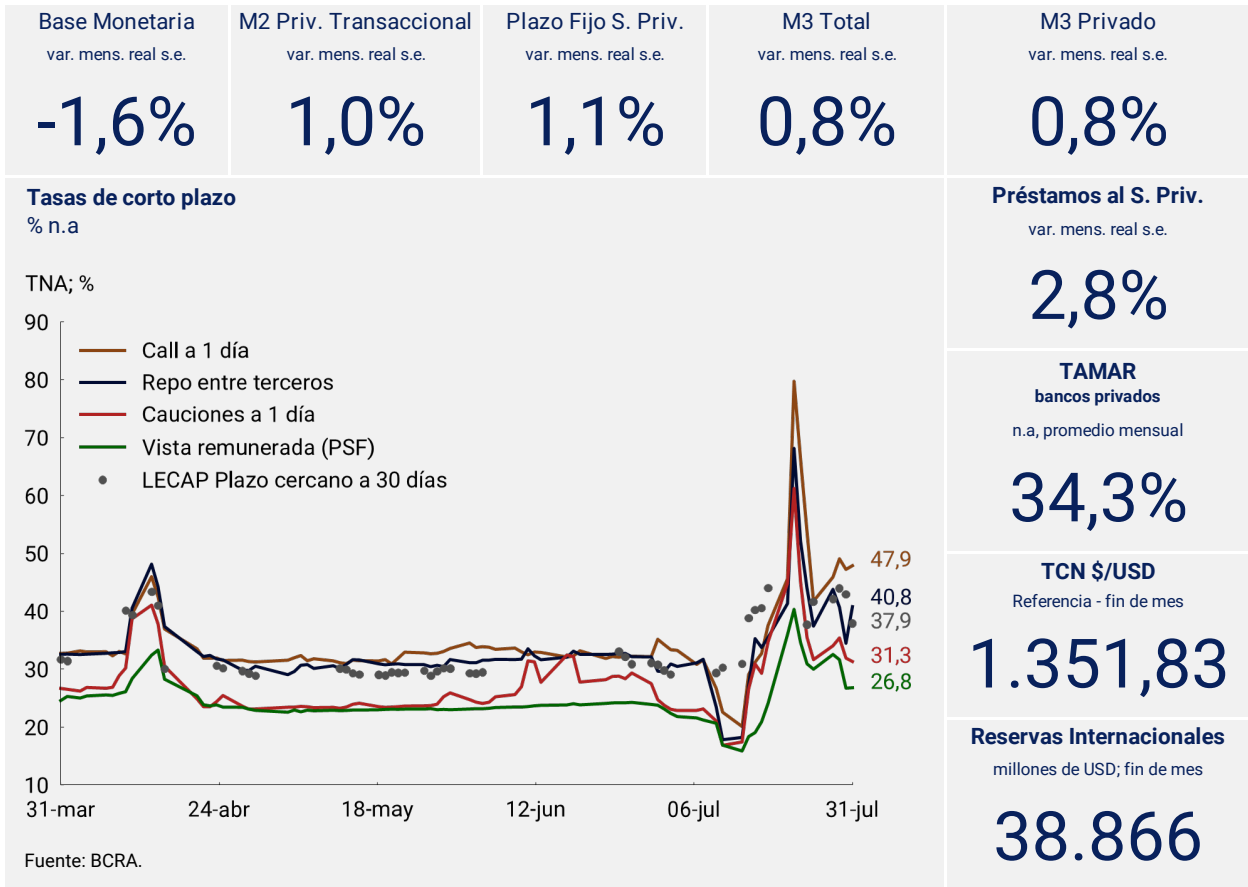 Base Monetaria
var. mens. real s.e.
-1,6%
M2 Priv. Transaccional
var. mens. real s.e.
1,0%
Plazo Fijo S. Priv.
var. mens. real s.e.
1,1%
M3 Total
var. mens. real s.e.
0,8%
M3 Privado
var. mens. real s.e.
0,8%
Tasas de corto plazo
% n.a
TNA; %
90
80
70
60
50
40
30
20
10
Call a 1 día
Repo entre terceros
Cauciones a 1 día
Vista remunerada (PSF)
LECAP Plazo cercano a 30 días
47,9
40,8
37,9
31,3
26,8
31-mar
24-abr
18-may
12-jun
06-jul
31-jul
Fuente: BCRA.
Préstamos al S. Priv.
var. mens. real s.e.
2,8%
TAMAR
bancos privados
n.a, promedio mensual
34,3%
TCN $/USD
Referencia - fin de mes
1.351,83
Reservas Internacionales
millones de USD; fin de mes
38.866